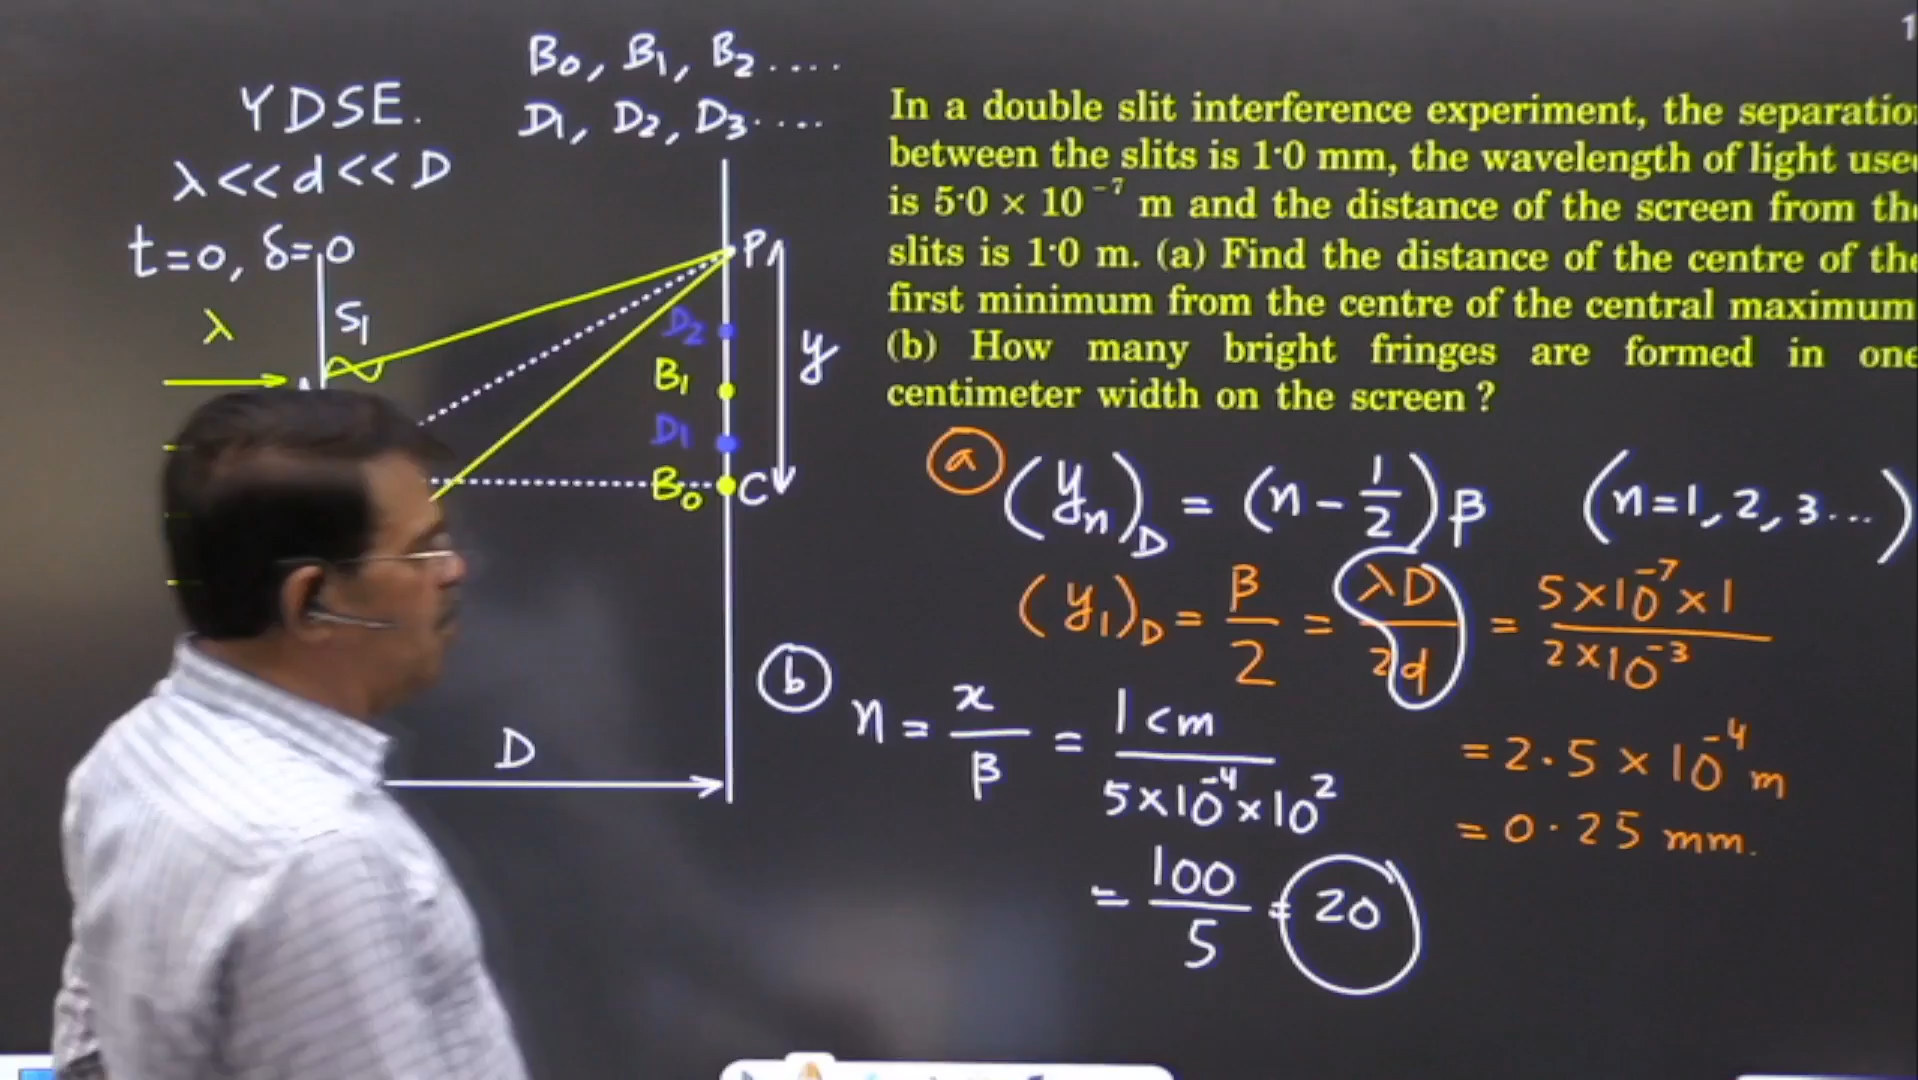 1
B₀, B₁, B₂....
YDSE.
D₁, D₂, D₃....
λ<<d<<D
t=0, δ=0
λ
S₁
P
D₂
B₁
y
D₁
B₀
C
D
In a double slit interference experiment, the separatio
between the slits is 1·0 mm, the wavelength of light use
is 5·0 × 10⁻⁷ m and the distance of the screen from th
slits is 1·0 m. (a) Find the distance of the centre of the
first minimum from the centre of the central maximum
(b) How many bright fringes are formed in one
centimeter width on the screen ?
(a) (yₙ)_D = (n - 1/2)β (n=1, 2, 3...)
(y₁)_D = β/2 = λD/2d = 5×10⁻⁷×1/2×10⁻³
= 2.5 × 10⁻⁴ m
= 0.25 mm.
(b) n = x/β = 1 cm/5×10⁻⁴×10²
= 100/5 = 20